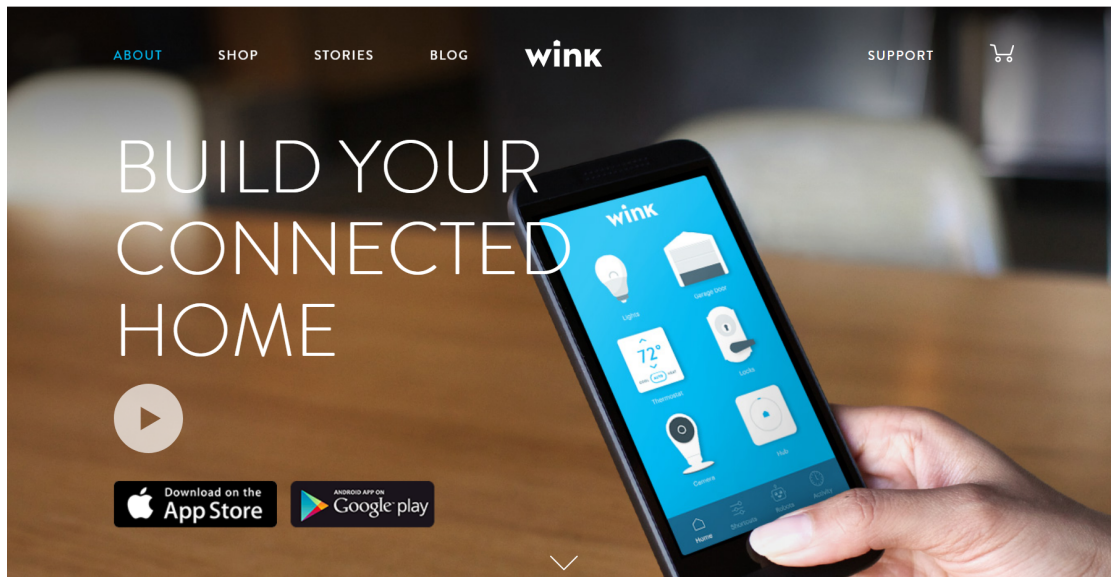 ABOUT
SHOP
STORIES
BLOG
wink
SUPPORT
BUILD YOUR
CONNECTED
HOME
Download on the
App Store
ANDROID APP ON
Google play
wink
Lights
Garage Door
72°
Thermostat
Locks
Camera
Hub
Home
Shortcuts
Robots
Activity